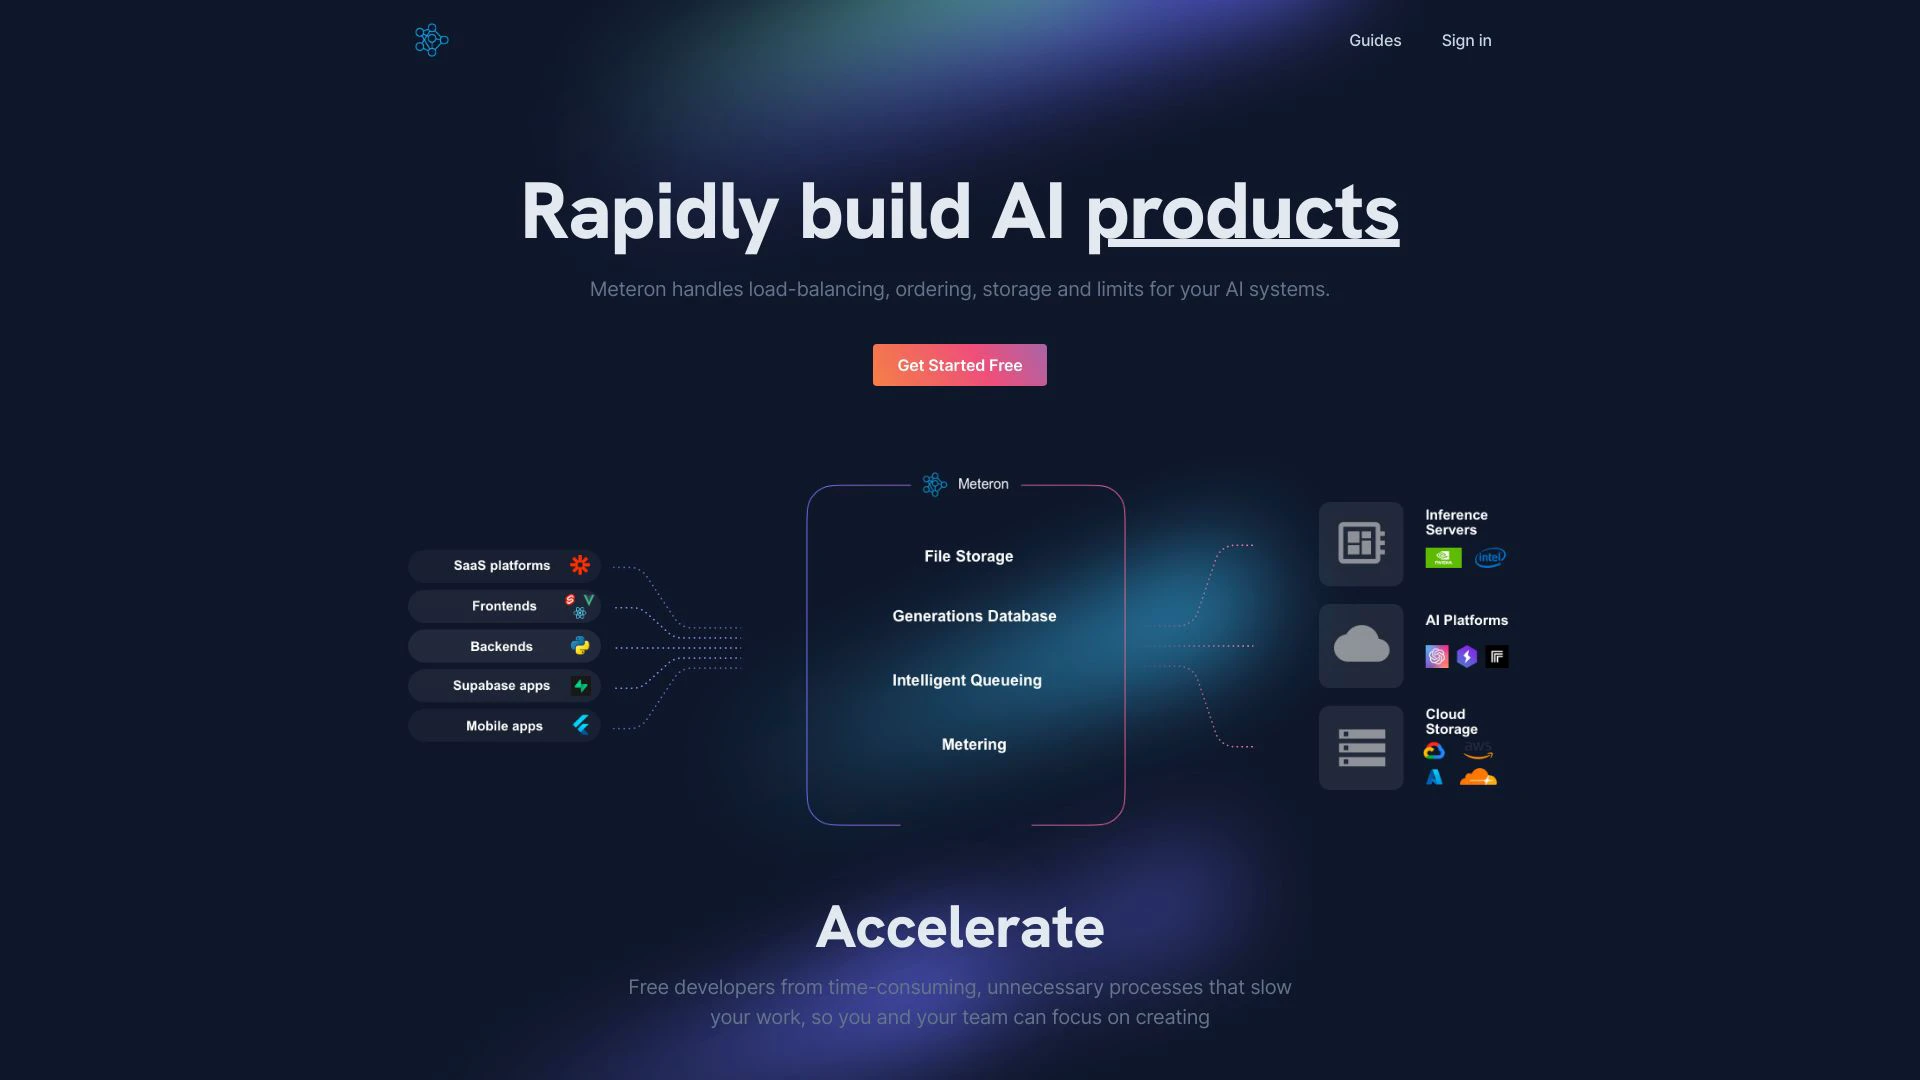 Guides
Sign in
Rapidly build AI products
Meteron handles load-balancing, ordering, storage and limits for your AI systems.
Get Started Free
Meteron
File Storage
Generations Database
Intelligent Queueing
Metering
SaaS platforms
Frontends
Backends
Supabase apps
Mobile apps
Inference
Servers
NVIDIA
intel
AI Platforms
Cloud
Storage
aws
Accelerate
Free developers from time-consuming, unnecessary processes that slow
your work, so you and your team can focus on creating